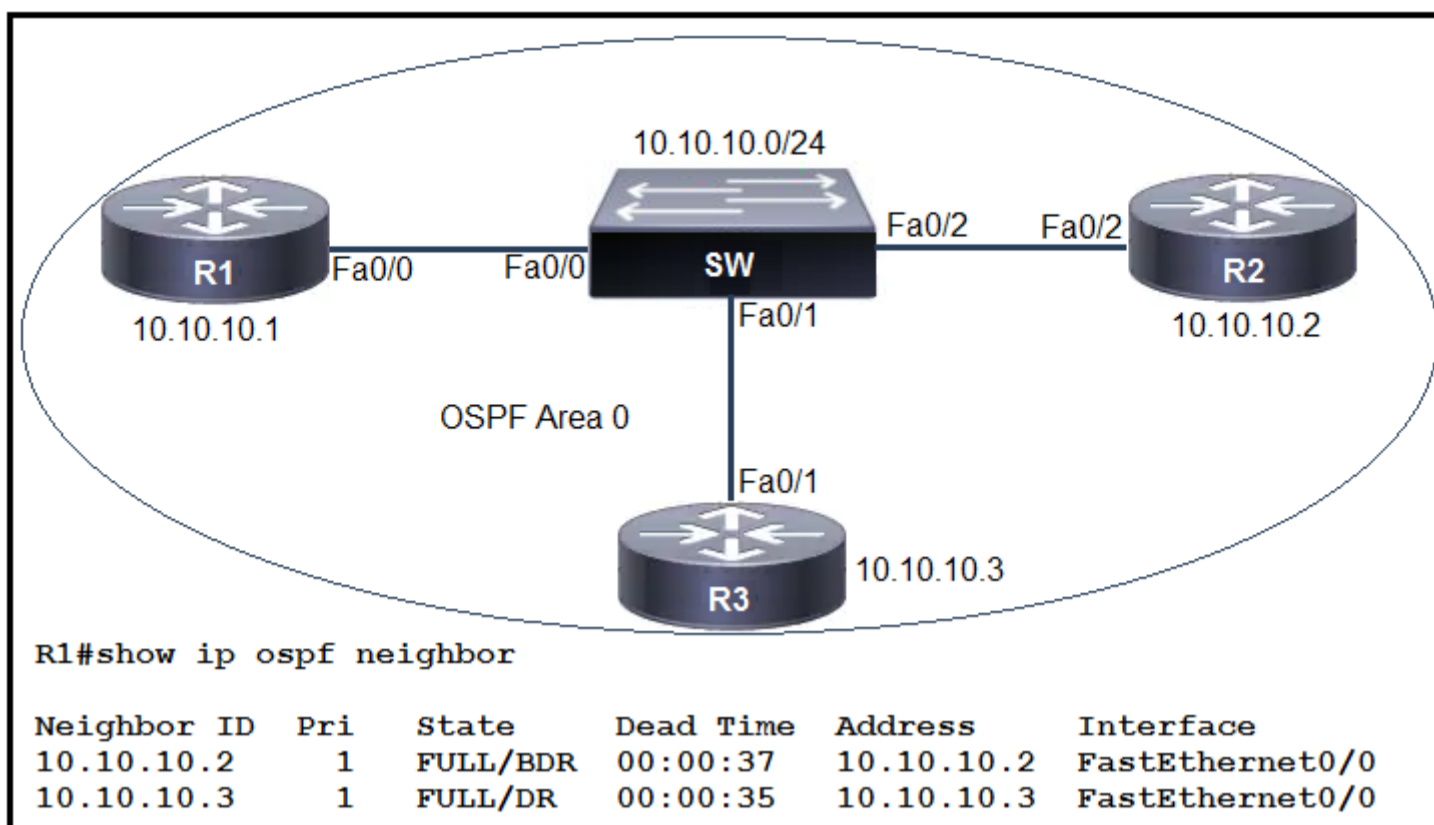 10.10.10.0/24
R1
Fa0/0
Fa0/0
SW
Fa0/2
Fa0/2
R2
10.10.10.1
Fa0/1
10.10.10.2
OSPF Area 0
Fa0/1
R3
10.10.10.3
R1#show ip ospf neighbor
Neighbor ID Pri State Dead Time Address Interface
10.10.10.2 1 FULL/BDR 00:00:37 10.10.10.2 FastEthernet0/0
10.10.10.3 1 FULL/DR 00:00:35 10.10.10.3 FastEthernet0/0